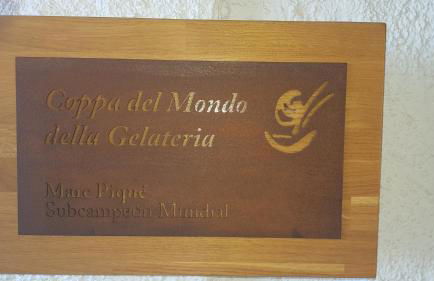 Coppa del Mondo
della Gelateria
Marc Piqué
Subcampeón Mundial